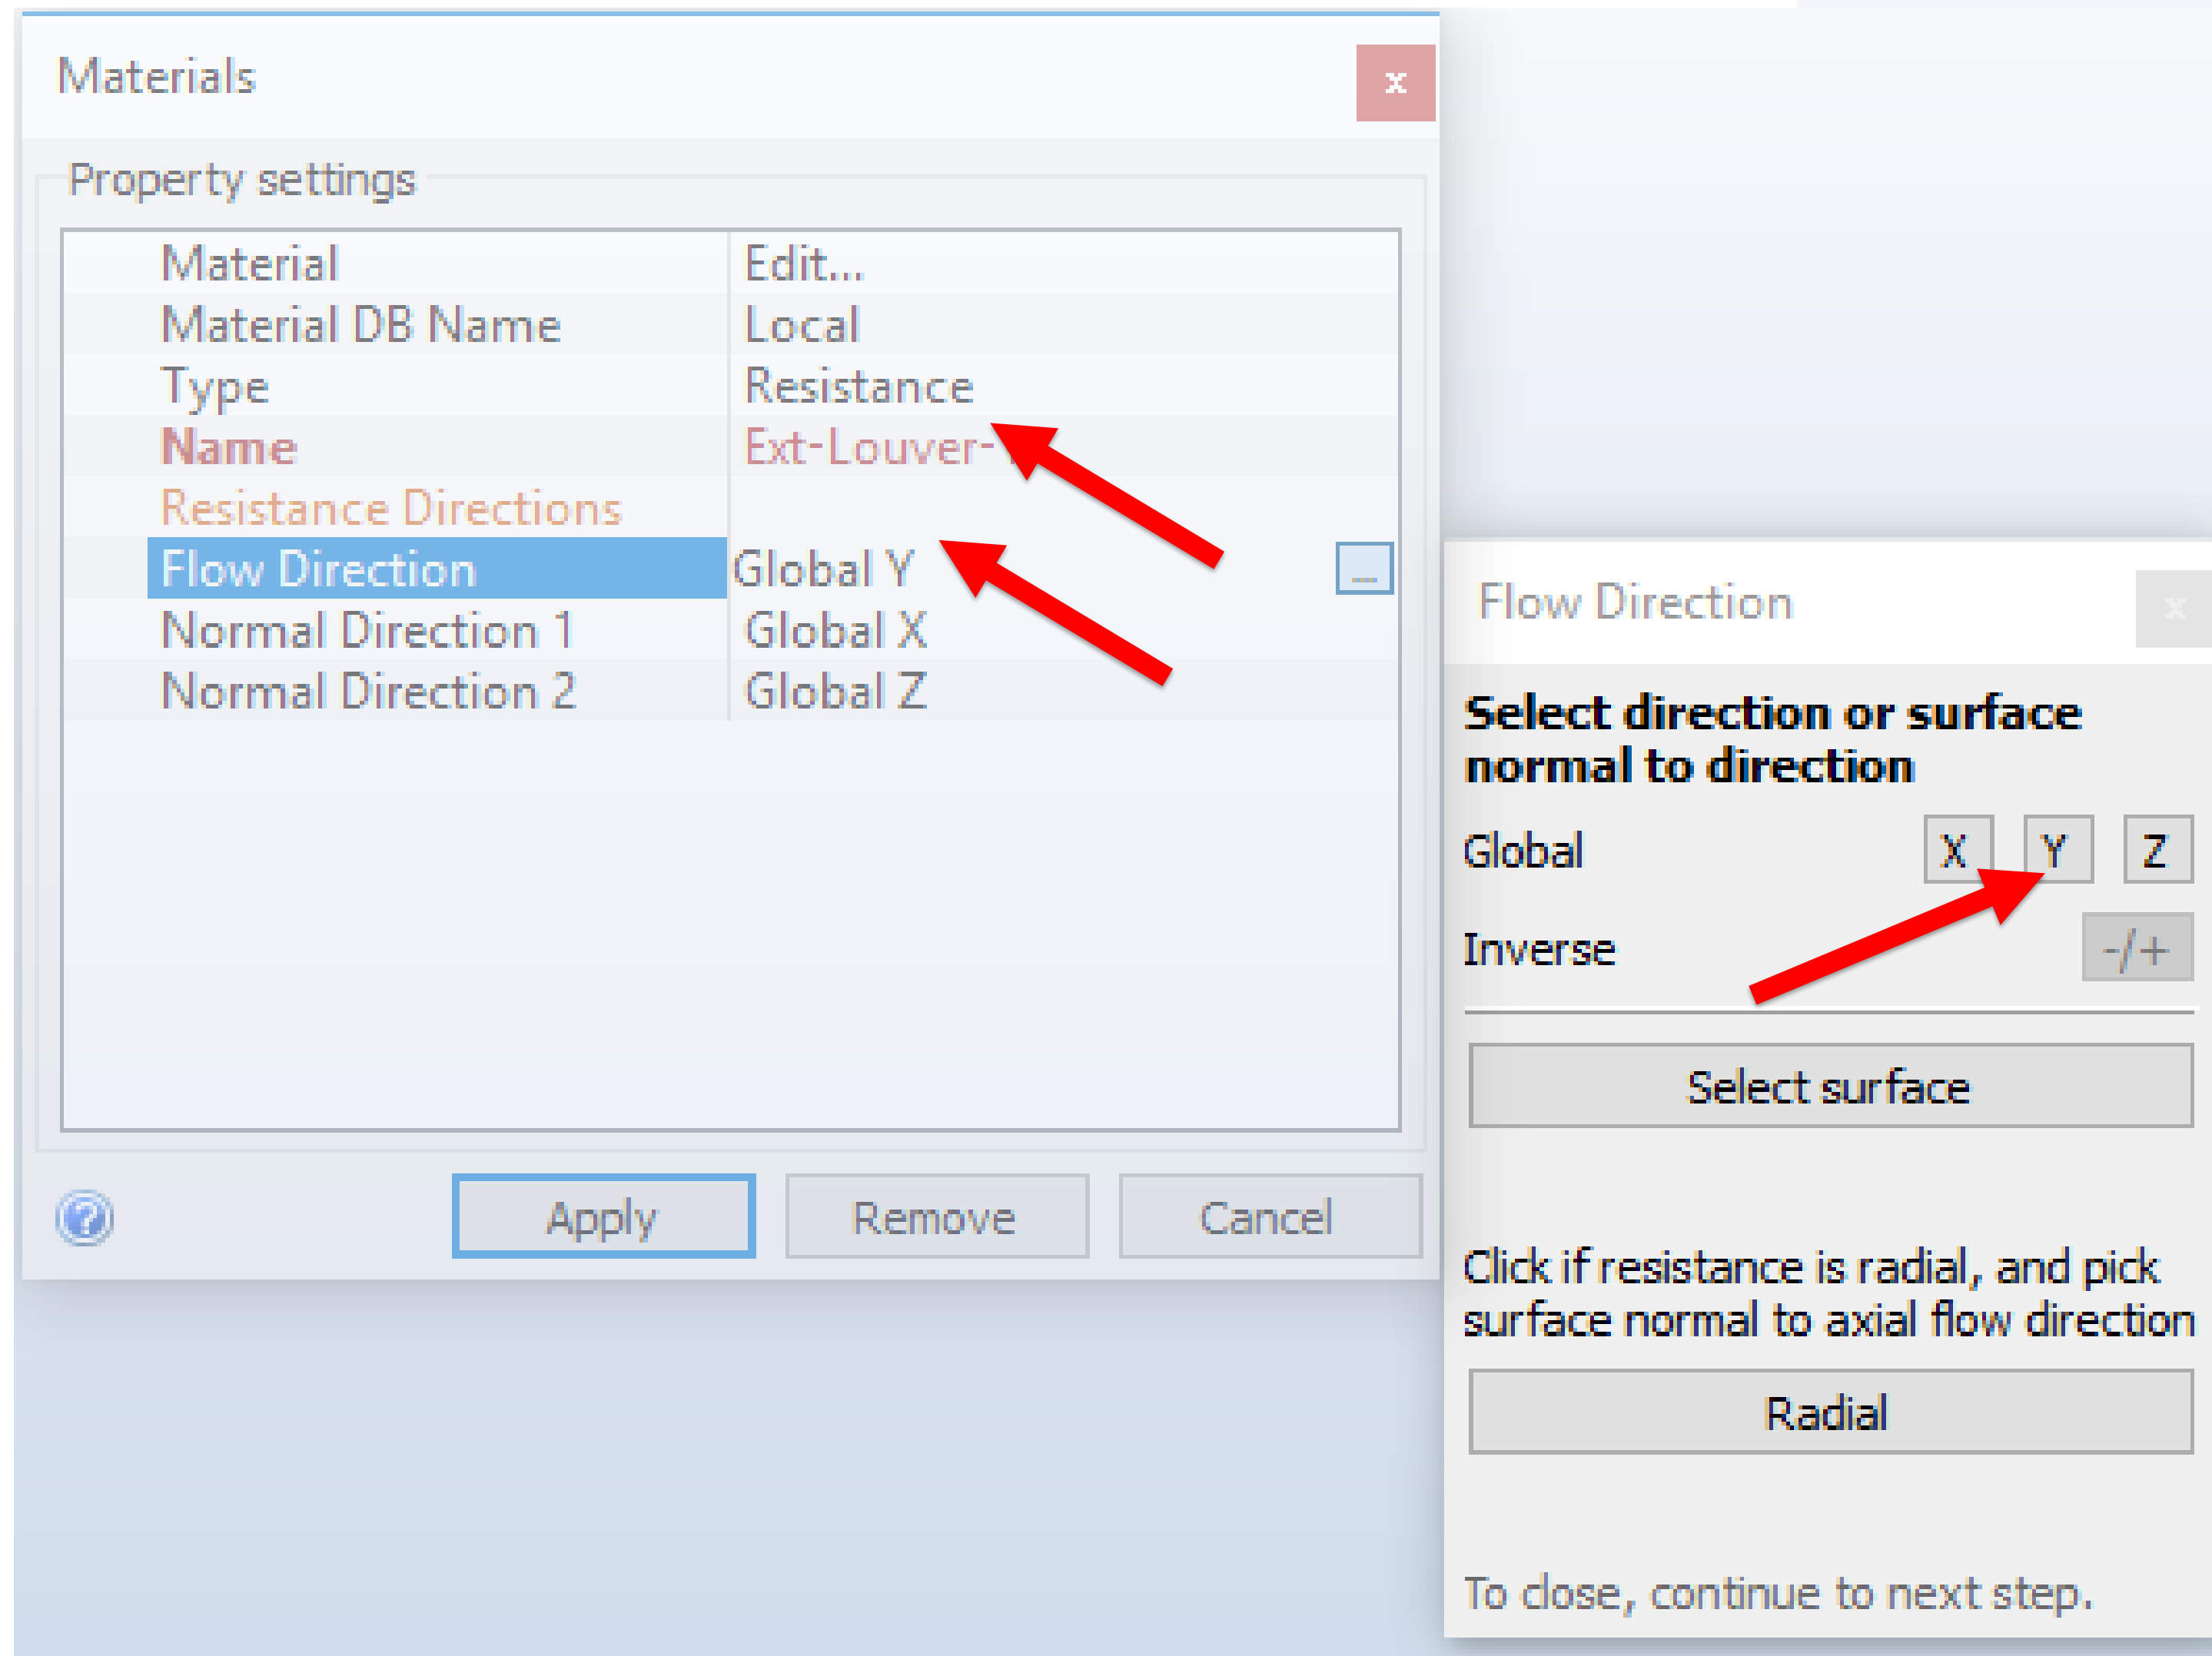 Materials
x
Property settings
Material Edit...
Material DB Name Local
Type Resistance
Name Ext-Louver-
Resistance Directions
Flow Direction Global Y ...
Normal Direction 1 Global X
Normal Direction 2 Global Z
? Apply Remove Cancel
Flow Direction
x
Select direction or surface
normal to direction
Global X Y Z
Inverse -/+
Select surface
Click if resistance is radial, and pick
surface normal to axial flow direction
Radial
To close, continue to next step.